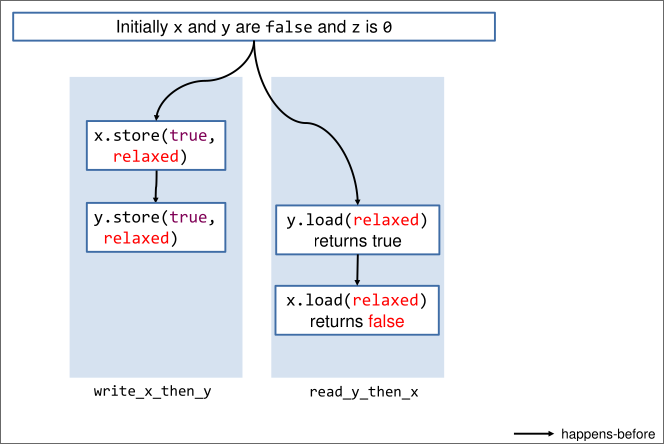 Initially x and y are false and z is 0
x.store(true,
relaxed)
y.store(true,
relaxed)
y.load(relaxed)
returns true
x.load(relaxed)
returns false
write_x_then_y
read_y_then_x
happens-before